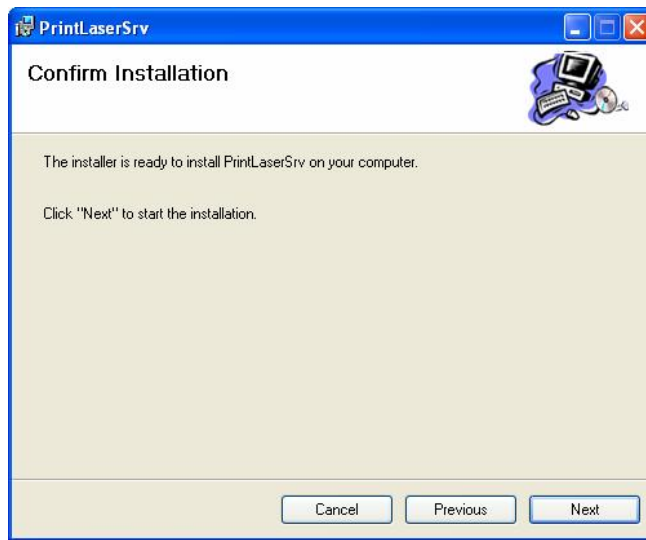 PrintLaserSrv
Confirm Installation
The installer is ready to install PrintLaserSrv on your computer.
Click "Next" to start the installation.
Cancel Previous Next